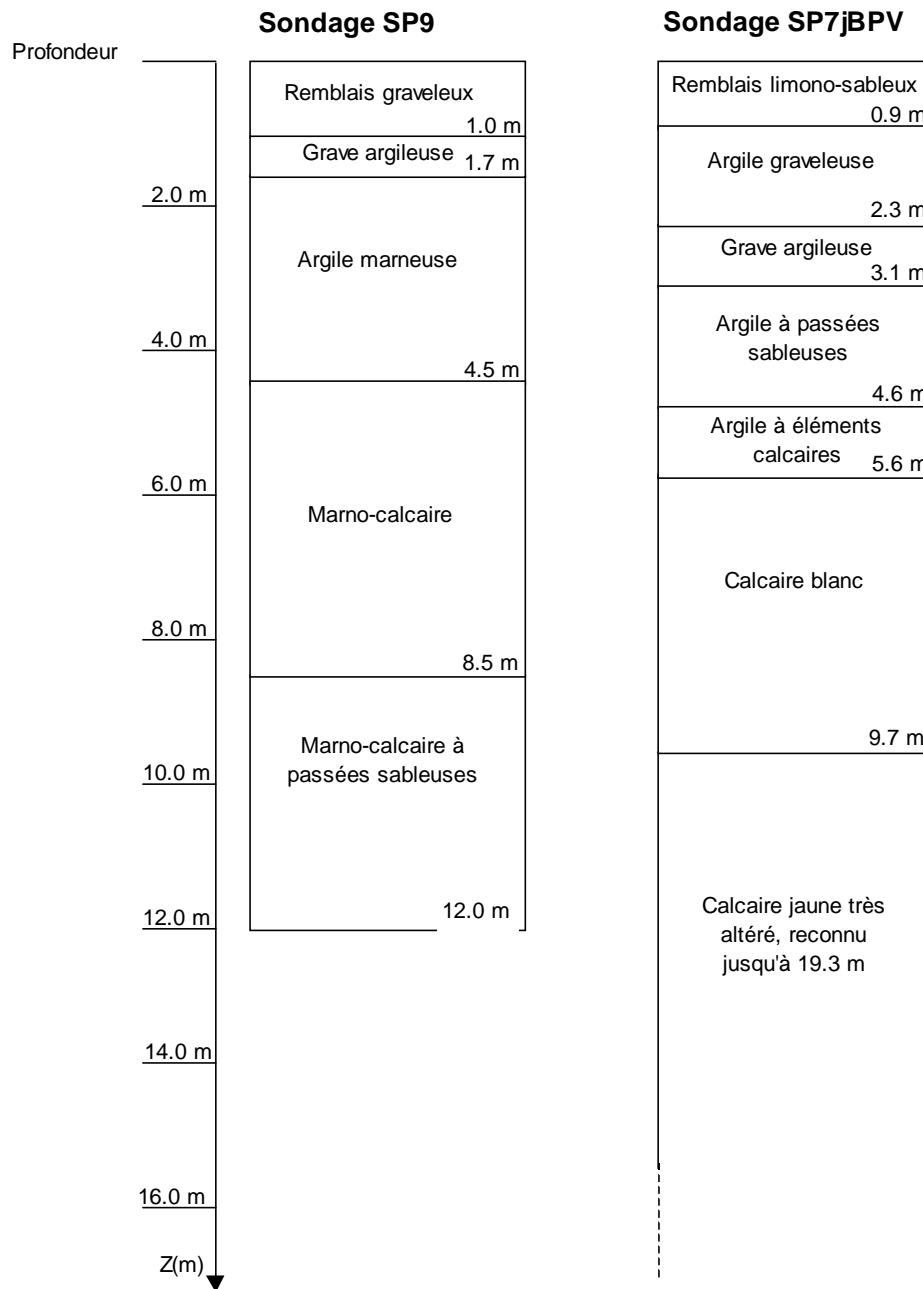 Sondage SP9
Sondage SP7jBPV
Profondeur
Remblais graveleux
1.0 m
Grave argileuse
1.7 m
Argile marneuse
4.5 m
Marno-calcaire
8.5 m
Marno-calcaire à
passées sableuses
12.0 m
Remblais limono-sableux
0.9 m
Argile graveleuse
2.3 m
Grave argileuse
3.1 m
Argile à passées
sableuses
4.6 m
Argile à éléments
calcaires
5.6 m
Calcaire blanc
9.7 m
Calcaire jaune très
altéré, reconnu
jusqu'à 19.3 m
2.0 m
4.0 m
6.0 m
8.0 m
10.0 m
12.0 m
14.0 m
16.0 m
Z(m)